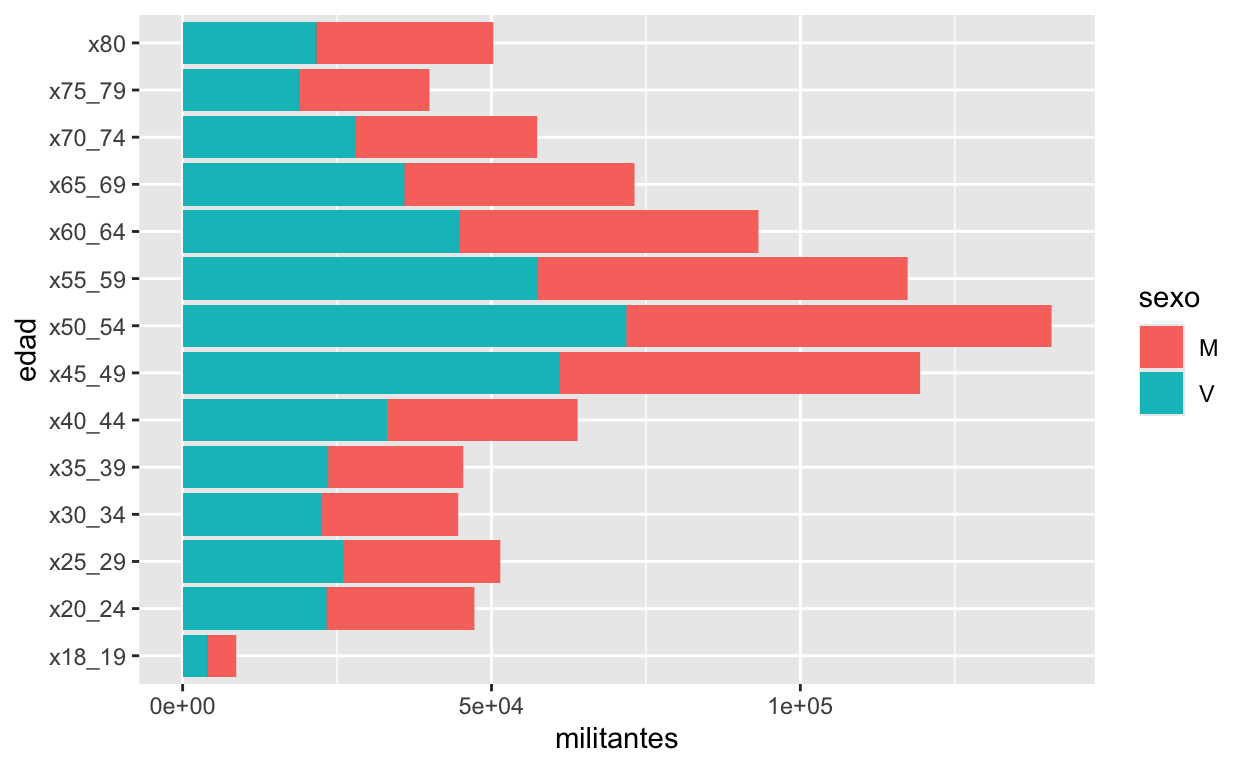 x80
x75_79
x70_74
x65_69
x60_64
x55_59
x50_54
x45_49
x40_44
x35_39
x30_34
x25_29
x20_24
x18_19
edad
0e+00 5e+04 1e+05
militantes
sexo
M
V